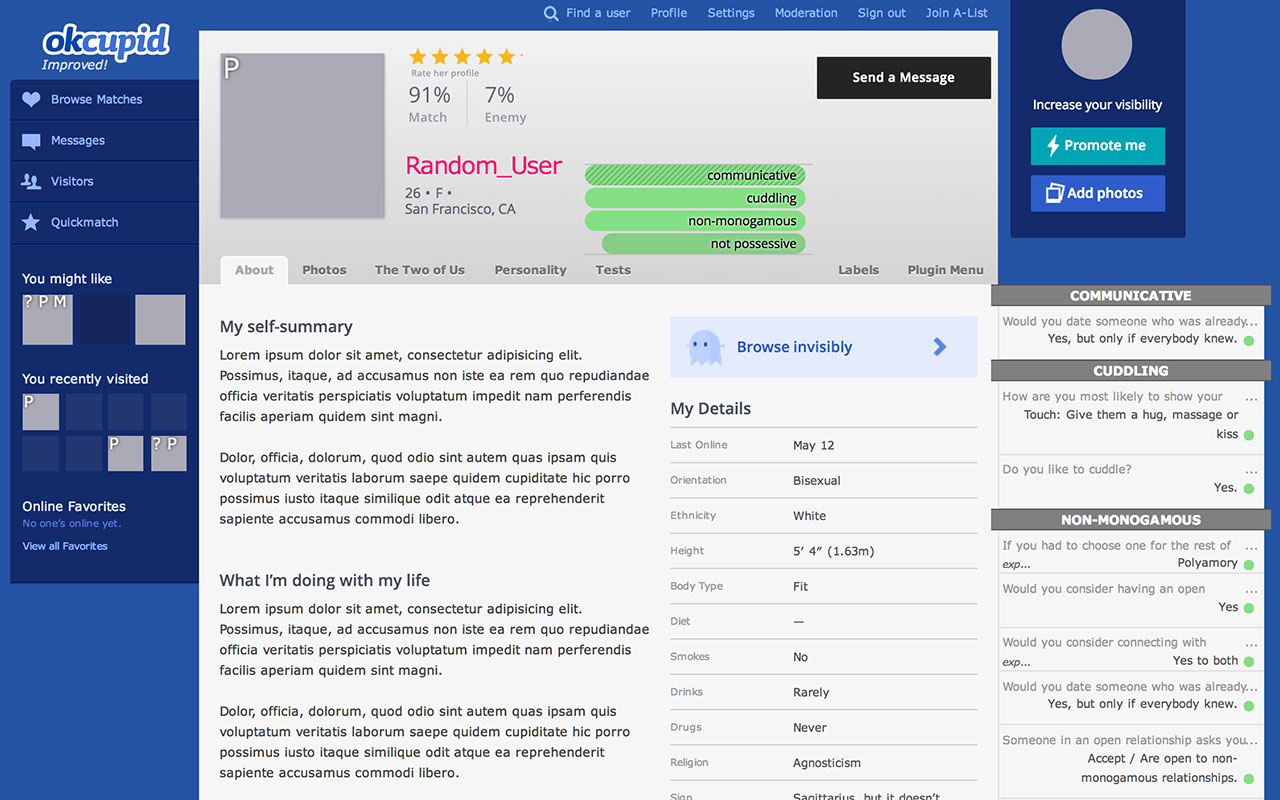 Find a user Profile Settings Moderation Sign out Join A-List
okcupid
Improved!
Browse Matches
Messages
Visitors
Quickmatch
You might like
? P M
You recently visited
P
P
? P
Online Favorites
No one's online yet.
View all Favorites
P
Rate her profile
91% 7%
Match Enemy
Send a Message
Random_User
26 • F •
San Francisco, CA
communicative
cuddling
non-monogamous
not possessive
About Photos The Two of Us Personality Tests Labels Plugin Menu
My self-summary
Lorem ipsum dolor sit amet, consectetur adipisicing elit.
Possimus, itaque, ad accusamus non iste ea rem quo repudiandae
officia veritatis perspiciatis voluptatum impedit nam perferendis
facilis aperiam quidem sint magni.
Dolor, officia, dolorum, quod odio sint autem quas ipsam quis
voluptatum veritatis laborum saepe quidem cupiditate hic porro
possimus iusto itaque similique odit atque ea reprehenderit
sapiente accusamus commodi libero.
What I'm doing with my life
Lorem ipsum dolor sit amet, consectetur adipisicing elit.
Possimus, itaque, ad accusamus non iste ea rem quo repudiandae
officia veritatis perspiciatis voluptatum impedit nam perferendis
facilis aperiam quidem sint magni.
Dolor, officia, dolorum, quod odio sint autem quas ipsam quis
voluptatum veritatis laborum saepe quidem cupiditate hic porro
possimus iusto itaque similique odit atque ea reprehenderit
sapiente accusamus commodi libero.
Browse invisibly
My Details
Last Online May 12
Orientation Bisexual
Ethnicity White
Height 5′ 4″ (1.63m)
Body Type Fit
Diet —
Smokes No
Drinks Rarely
Drugs Never
Religion Agnosticism
Sign Sagittarius, but it doesn't
Increase your visibility
Promote me
Add photos
COMMUNICATIVE
Would you date someone who was already...
Yes, but only if everybody knew.
CUDDLING
How are you most likely to show your ...
Touch: Give them a hug, massage or
kiss
Do you like to cuddle? ...
Yes.
NON-MONOGAMOUS
If you had to choose one for the rest of ...
exp... Polyamory
Would you consider having an open ...
Yes
Would you consider connecting with ...
exp... Yes to both
Would you date someone who was already...
Yes, but only if everybody knew.
Someone in an open relationship asks you...
Accept / Are open to non-
monogamous relationships.